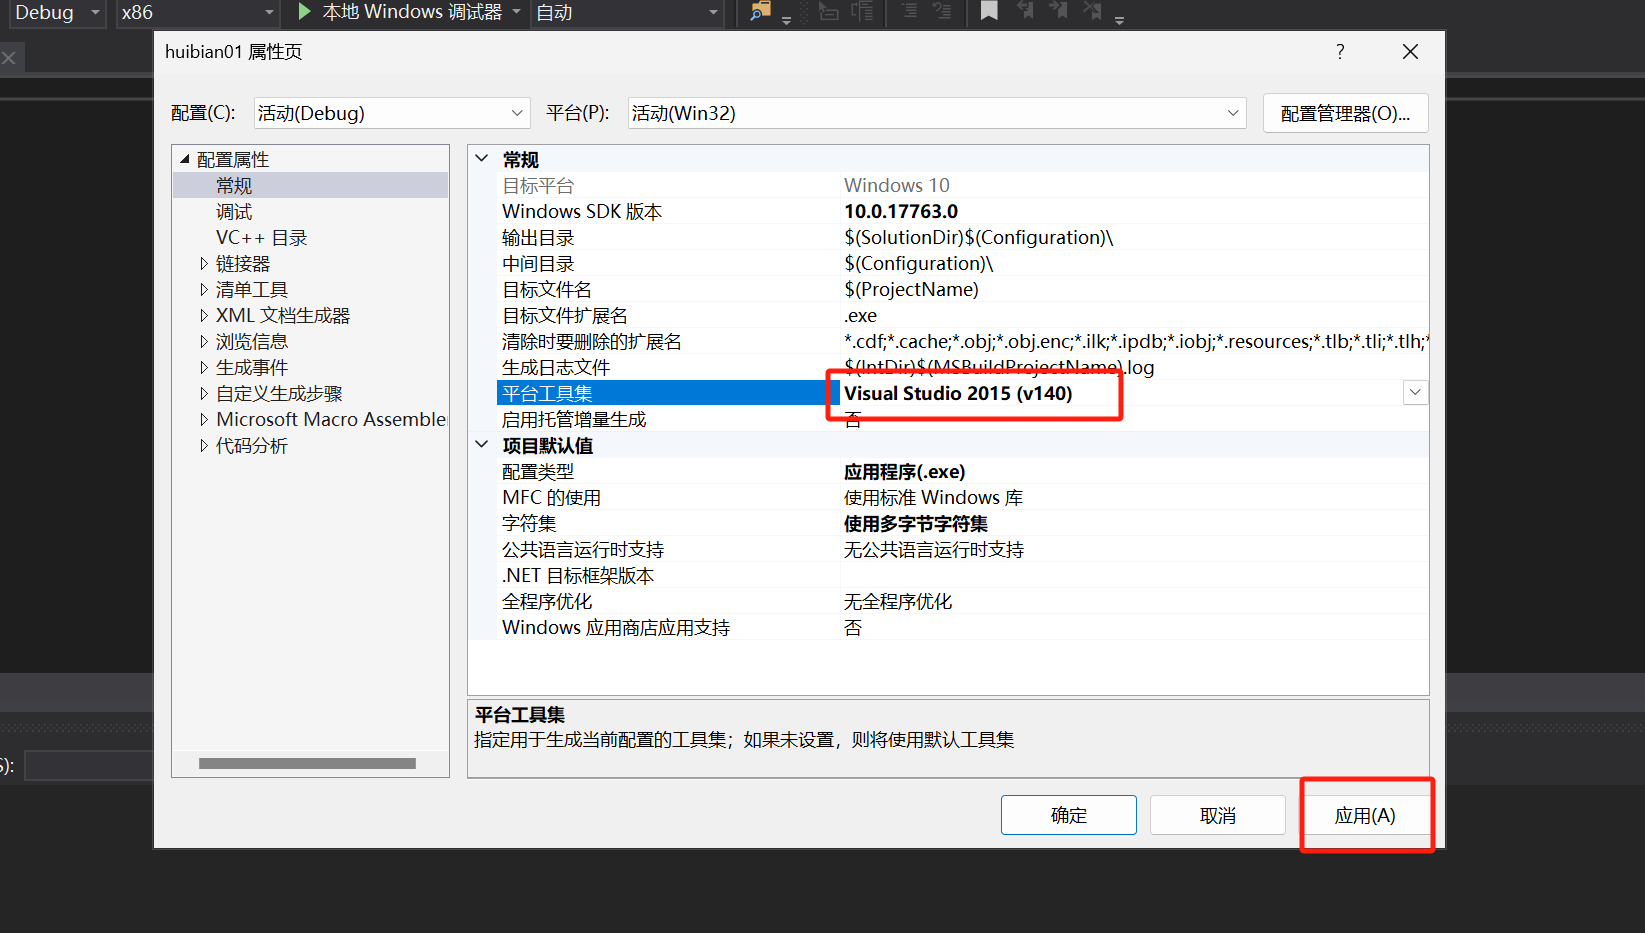 Debug x86 本地 Windows 调试器 自动
huibian01 属性页
配置(C): 活动(Debug) 平台(P): 活动(Win32) 配置管理器(O)...
配置属性
常规
调试
VC++ 目录
链接器
清单工具
XML 文档生成器
浏览信息
生成事件
自定义生成步骤
Microsoft Macro Assemble
代码分析
常规
目标平台 Windows 10
Windows SDK 版本 10.0.17763.0
输出目录 $(SolutionDir)$(Configuration)\
中间目录 $(Configuration)\
目标文件名 $(ProjectName)
目标文件扩展名 .exe
清除时要删除的扩展名 *.cdf;*.cache;*.obj;*.obj.enc;*.ilk;*.ipdb;*.iobj;*.resources;*.tlb;*.tli;*.tlh;*
生成日志文件 $(IntDir)$(MSBuildProjectName).log
平台工具集 Visual Studio 2015 (v140)
启用托管增量生成 否
项目默认值
配置类型 应用程序(.exe)
MFC 的使用 使用标准 Windows 库
字符集 使用多字节字符集
公共语言运行时支持 无公共语言运行时支持
.NET 目标框架版本
全程序优化 无全程序优化
Windows 应用商店应用支持 否
平台工具集
指定用于生成当前配置的工具集；如果未设置，则将使用默认工具集
S):
确定 取消 应用(A)